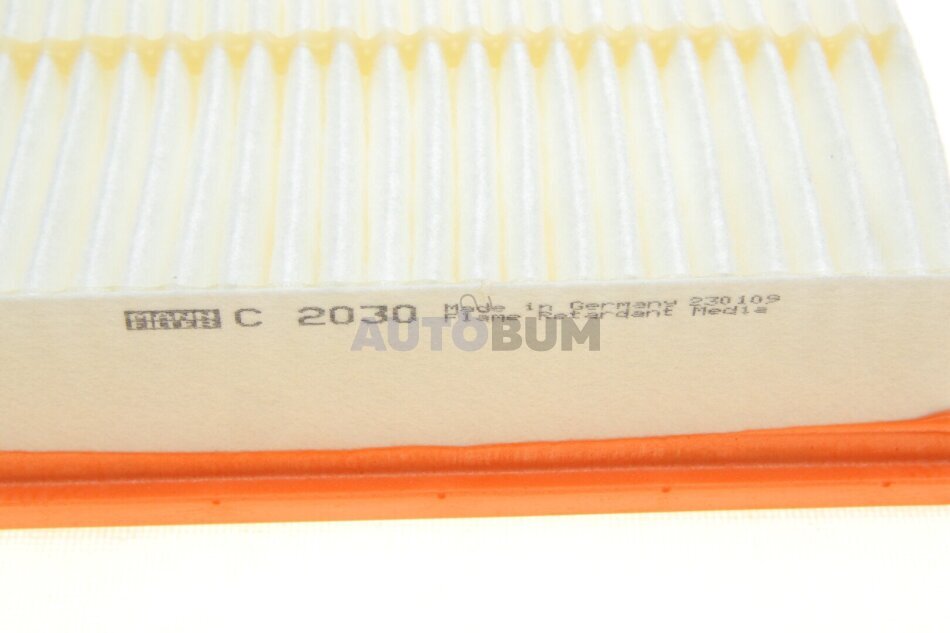 MANN FILTER C 2030 Made in Germany 230109
Flame Retardant Media
AUTOBUM